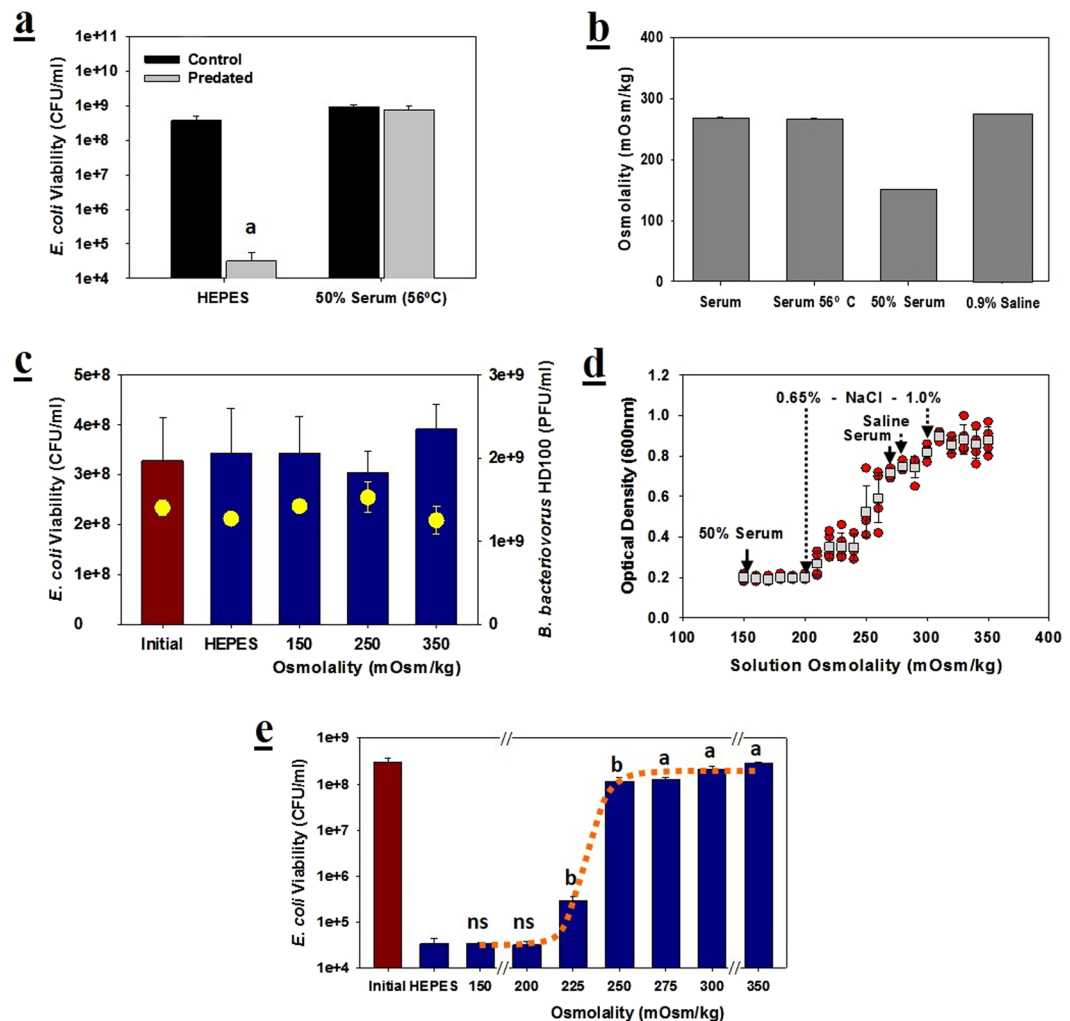 a
E. coli Viability (CFU/ml)
1e+11
1e+10
1e+9
1e+8
1e+7
1e+6
1e+5
1e+4
Control
Predated
a
HEPES
50% Serum (56ºC)
b
Osmolality (mOsm/kg)
400
300
200
100
0
Serum
Serum 56º C
50% Serum
0.9% Saline
c
E. coli Viability (CFU/ml)
5e+8
4e+8
3e+8
2e+8
1e+8
0
3e+9
2e+9
1e+9
0
B. bacteriovorus HD100 (PFU/ml)
Initial
HEPES
150
250
350
Osmolality (mOsm/kg)
d
Optical Density (600nm)
1.2
1.0
0.8
0.6
0.4
0.2
0.0
0.65% - NaCl - 1.0%
Saline
Serum
50% Serum
100
150
200
250
300
350
400
Solution Osmolality (mOsm/kg)
e
E. coli Viability (CFU/ml)
1e+9
1e+8
1e+7
1e+6
1e+5
1e+4
ns
ns
b
b
a
a
a
Initial
HEPES
150
200
225
250
275
300
350
Osmolality (mOsm/kg)